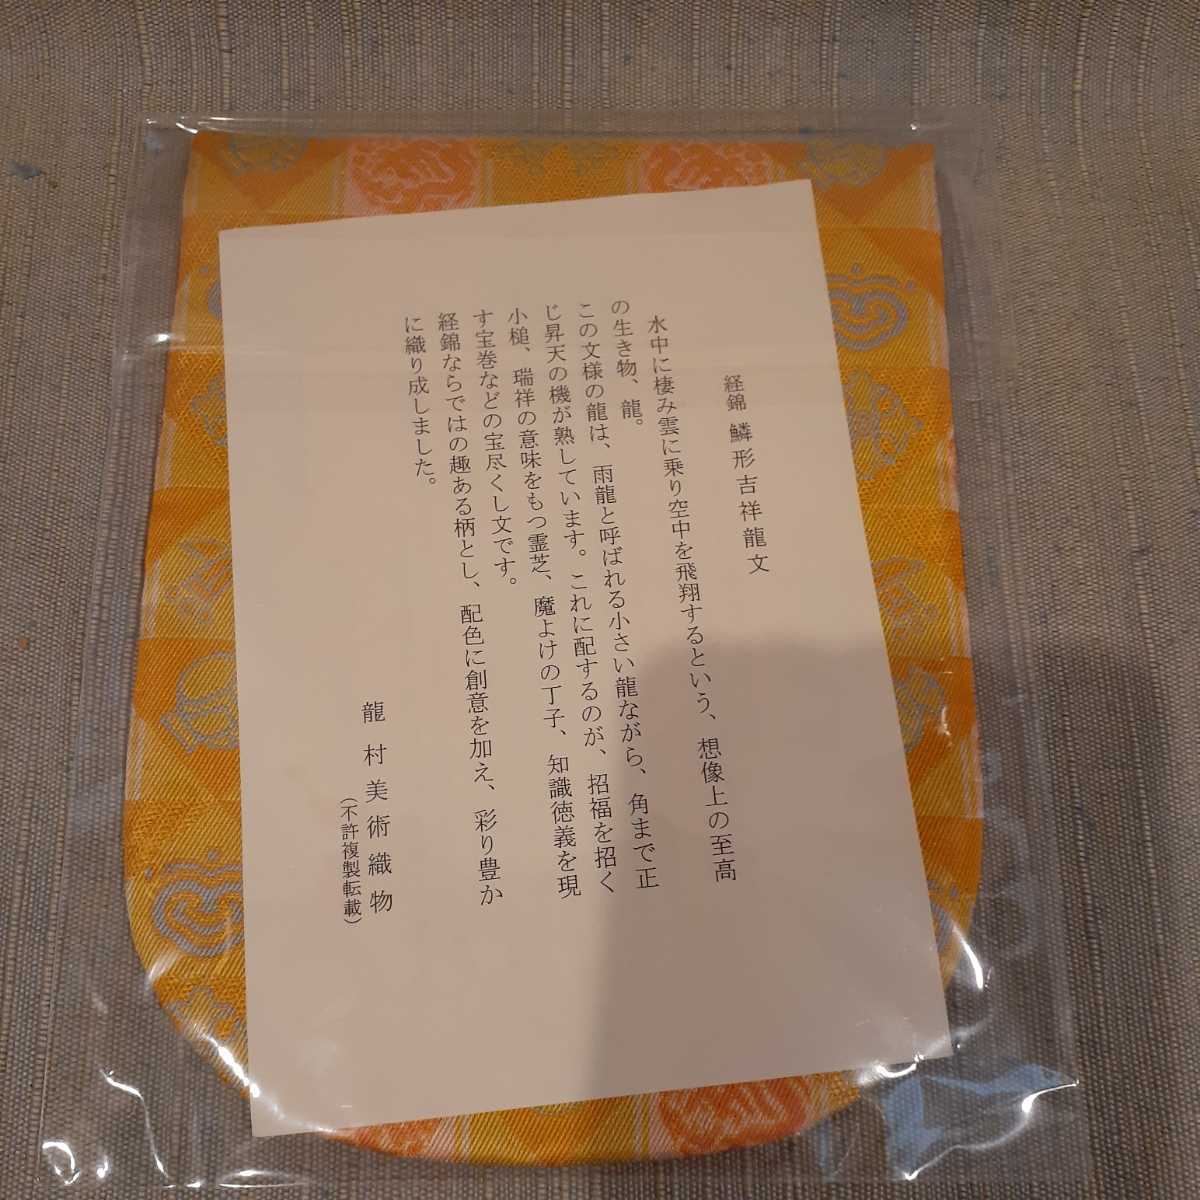 経錦 鱗形吉祥龍文
水中に棲み雲に乗り空中を飛翔するという、想像上の至高
の生き物、龍。
この文様の龍は、雨龍と呼ばれる小さい龍ながら、角まで正
じ昇天の機が熟しています。これに配するのが、招福を招く
小槌、瑞祥の意味をもつ霊芝、魔よけの丁子、知識徳義を現
す宝巻などの宝尽くし文です。
経錦ならではの趣ある柄とし、配色に創意を加え、彩り豊か
に織り成しました。
龍村美術織物
（不許複製転載）